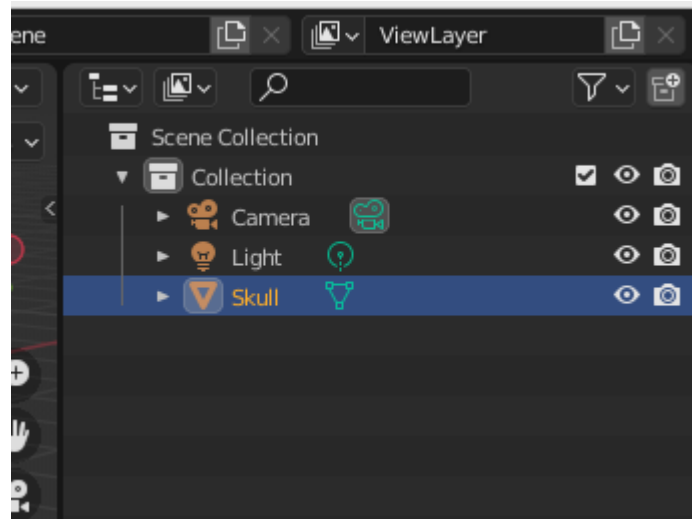 ene
ViewLayer
Scene Collection
Collection
Camera
Light
Skull